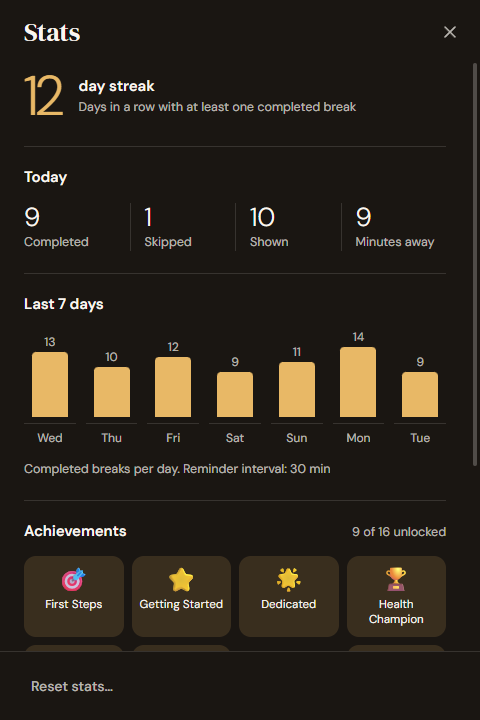 Stats
12
day streak
Days in a row with at least one completed break
Today
9
Completed
1
Skipped
10
Shown
9
Minutes away
Last 7 days
13 10 12 9 11 14 9
Wed Thu Fri Sat Sun Mon Tue
Completed breaks per day. Reminder interval: 30 min
Achievements
9 of 16 unlocked
First Steps
Getting Started
Dedicated
Health
Champion
Reset stats...